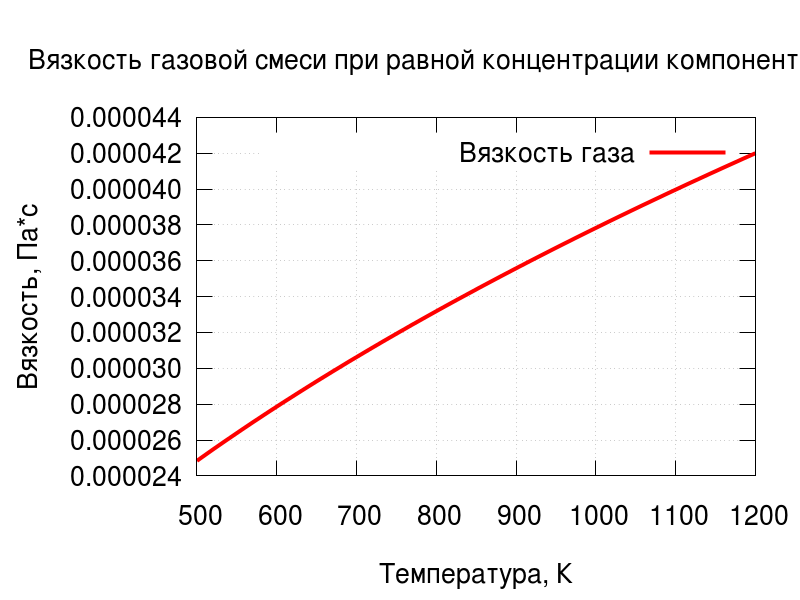 Вязкость газовой смеси при равной концентрации компонент
0.000044
0.000042
0.000040
0.000038
0.000036
0.000034
0.000032
0.000030
0.000028
0.000026
0.000024
Вязкость, Па*с
Вязкость газа
500 600 700 800 900 1000 1100 1200
Температура, К